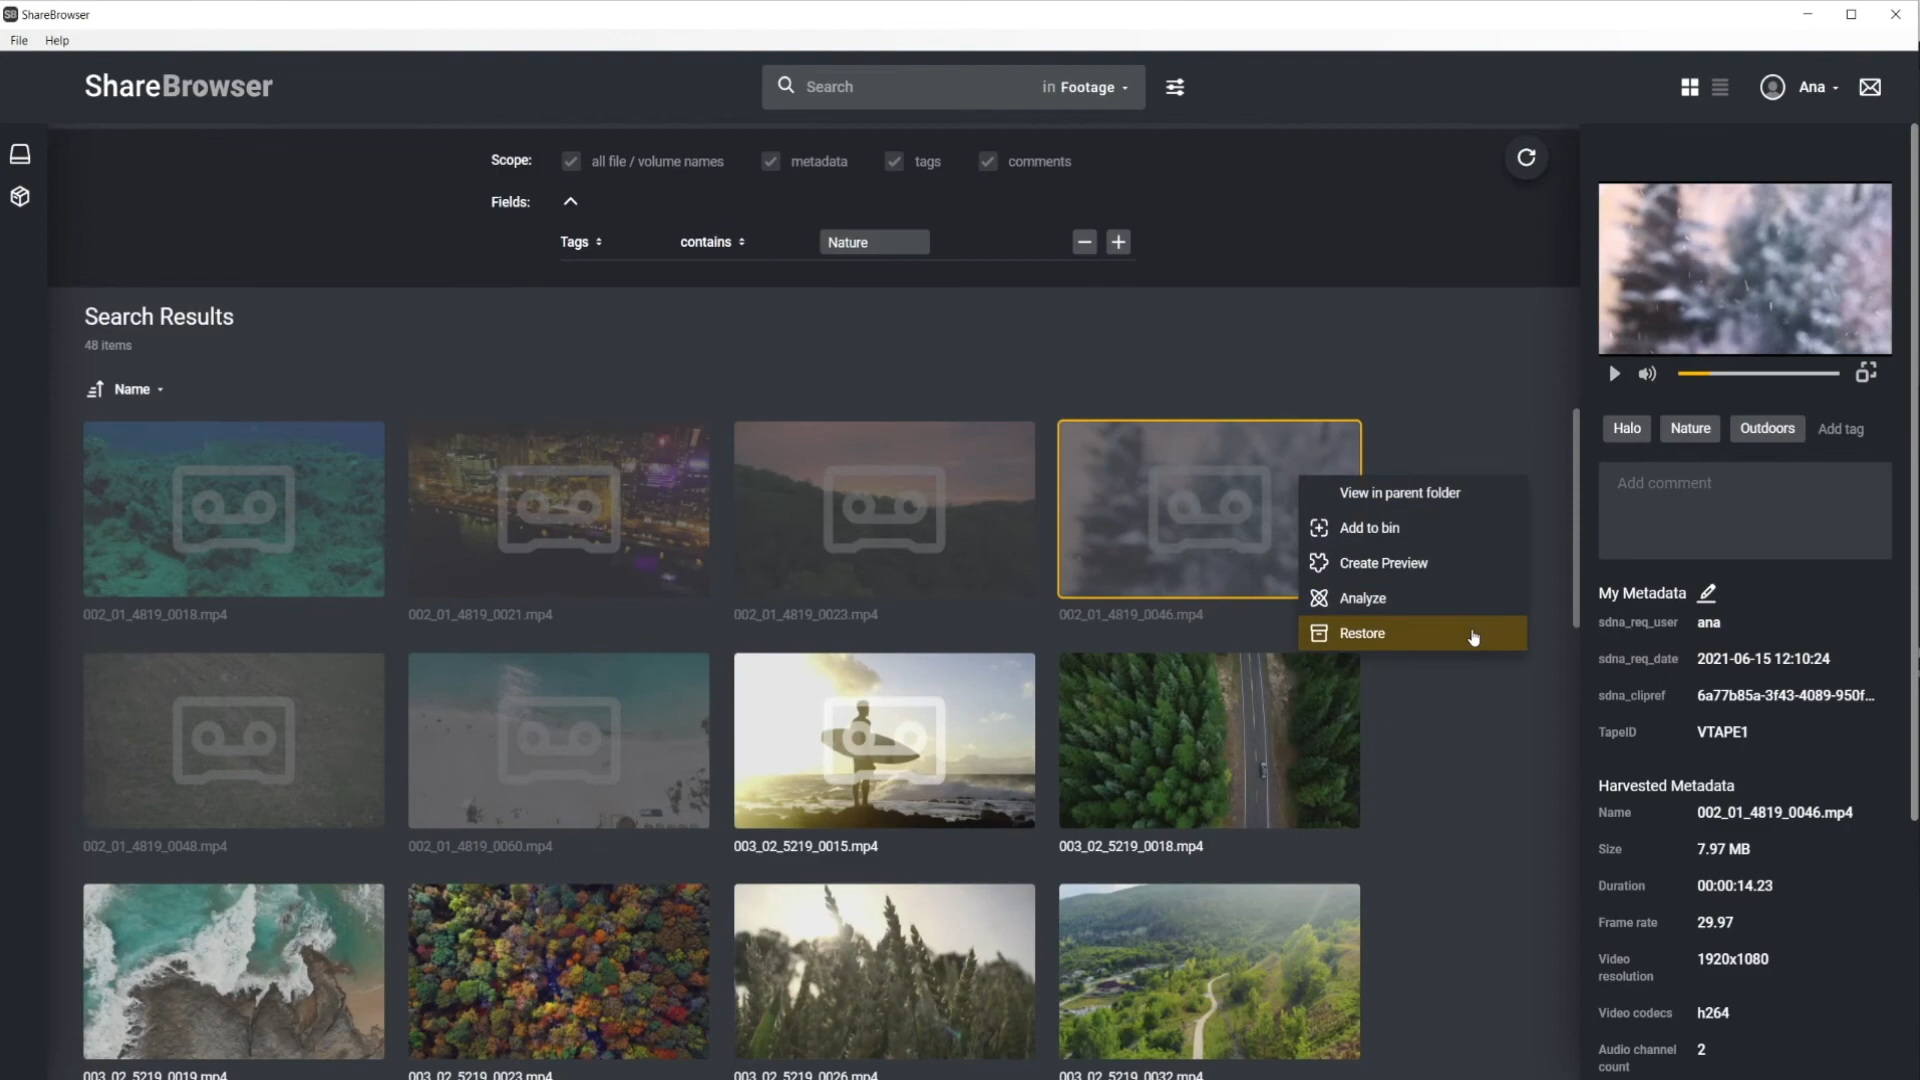 SB ShareBrowser
File Help
ShareBrowser
Search in Footage
Ana
Scope: all file / volume names metadata tags comments
Fields:
Tags contains Nature
Search Results
48 items
Name
002_01_4819_0018.mp4 002_01_4819_0021.mp4 002_01_4819_0023.mp4 002_01_4819_0046.mp4
View in parent folder
Add to bin
Create Preview
Analyze
Restore
002_01_4819_0048.mp4 002_01_4819_0060.mp4 003_02_5219_0015.mp4 003_02_5219_0018.mp4
003_02_5219_0019.mp4 003_02_5219_0023.mp4 003_02_5219_0026.mp4 003_02_5219_0032.mp4
Halo Nature Outdoors Add tag
Add comment
My Metadata
sdna_req_user ana
sdna_req_date 2021-06-15 12:10:24
sdna_clipref 6a77b85a-3f43-4089-950f...
TapeID VTAPE1
Harvested Metadata
Name 002_01_4819_0046.mp4
Size 7.97 MB
Duration 00:00:14.23
Frame rate 29.97
Video resolution 1920x1080
Video codecs h264
Audio channel count 2